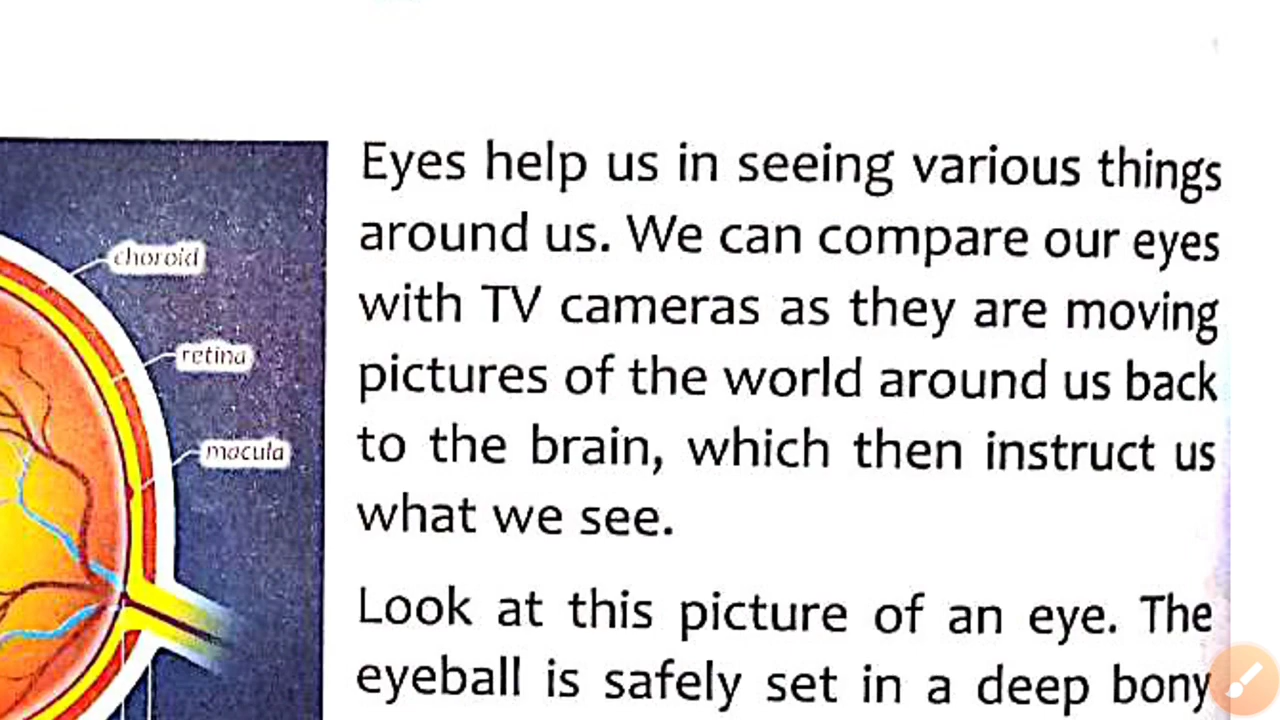 Eyes help us in seeing various things
around us. We can compare our eyes
with TV cameras as they are moving
pictures of the world around us back
to the brain, which then instruct us
what we see.
Look at this picture of an eye. The
eyeball is safely set in a deep bony
choroid
retina
macula